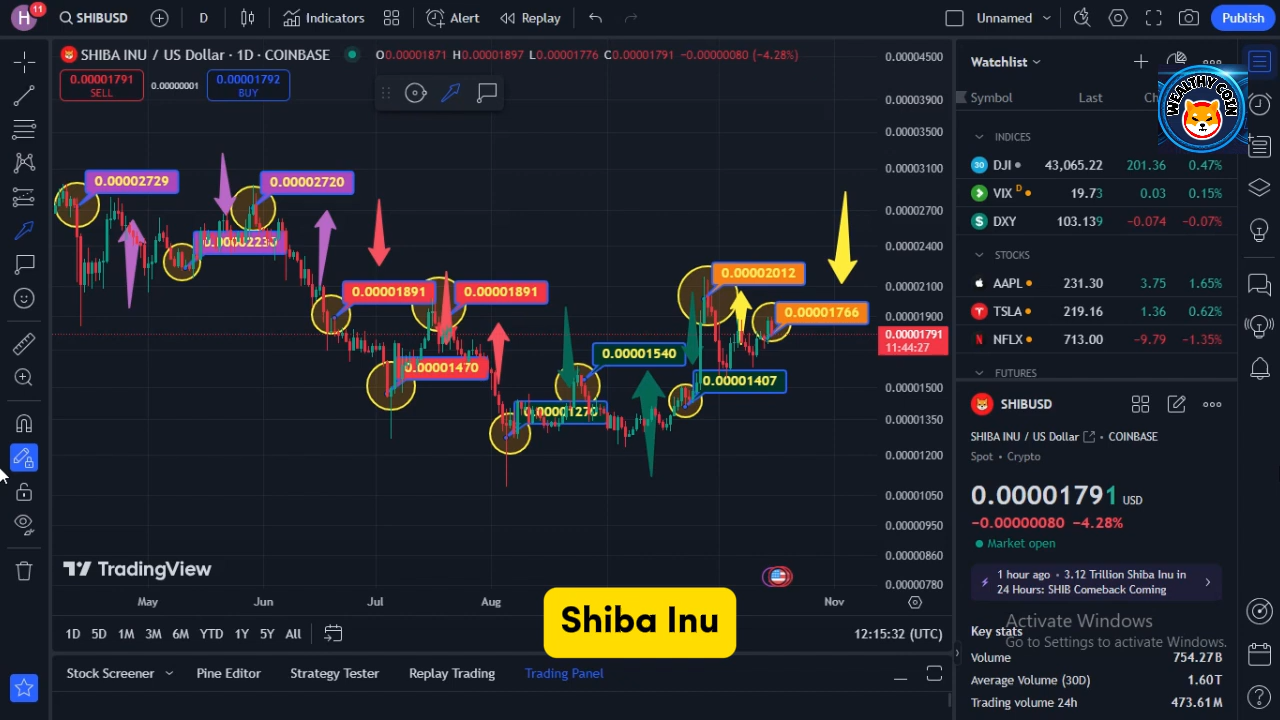 H
11
SHIBUSD
D
Indicators
Alert
Replay
Unnamed
Publish
SHIBA INU / US Dollar · 1D · COINBASE
O0.00001871 H0.00001897 L0.00001776 C0.00001791 −0.00000080 (−4.28%)
0.00001791
SELL
0.00000001
0.00001792
BUY
0.00002729
0.00002720
0.00002230
0.00001891
0.00001891
0.00001470
0.00001270
0.00001540
0.00001407
0.00002012
0.00001766
0.00004500
0.00003900
0.00003500
0.00003100
0.00002700
0.00002400
0.00002100
0.00001900
0.00001791
11:44:27
0.00001500
0.00001350
0.00001200
0.00001050
0.00000950
0.00000860
0.00000780
TradingView
May
Jun
Jul
Aug
Nov
Shiba Inu
1D 5D 1M 3M 6M YTD 1Y 5Y All
12:15:32 (UTC)
Stock Screener
Pine Editor
Strategy Tester
Replay Trading
Trading Panel
Watchlist
WEALTHY COIN
Symbol Last Ch
INDICES
30 DJI 43,065.22 201.36 0.47%
VIX D 19.73 0.03 0.15%
$ DXY 103.139 −0.074 −0.07%
STOCKS
AAPL 231.30 3.75 1.65%
TSLA 219.16 1.36 0.62%
N NFLX 713.00 −9.79 −1.35%
FUTURES
SHIBUSD
SHIBA INU / US Dollar · COINBASE
Spot • Crypto
0.00001791 USD
−0.00000080 −4.28%
Market open
1 hour ago • 3.12 Trillion Shiba Inu in
24 Hours: SHIB Comeback Coming
Activate Windows
Go to Settings to activate Windows.
Key stats
Volume 754.27B
Average Volume (30D) 1.60T
Trading volume 24h 473.61M